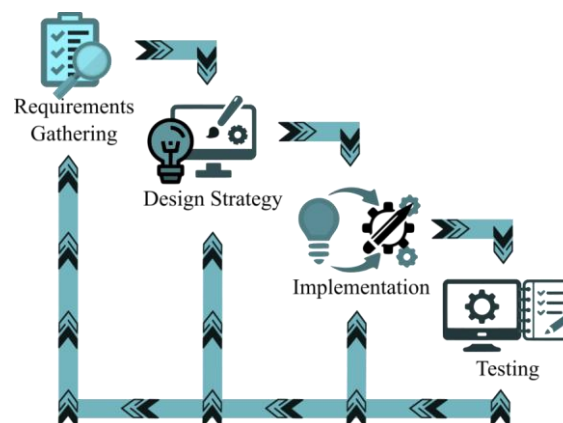 Requirements
Gathering
Design Strategy
Implementation
Testing